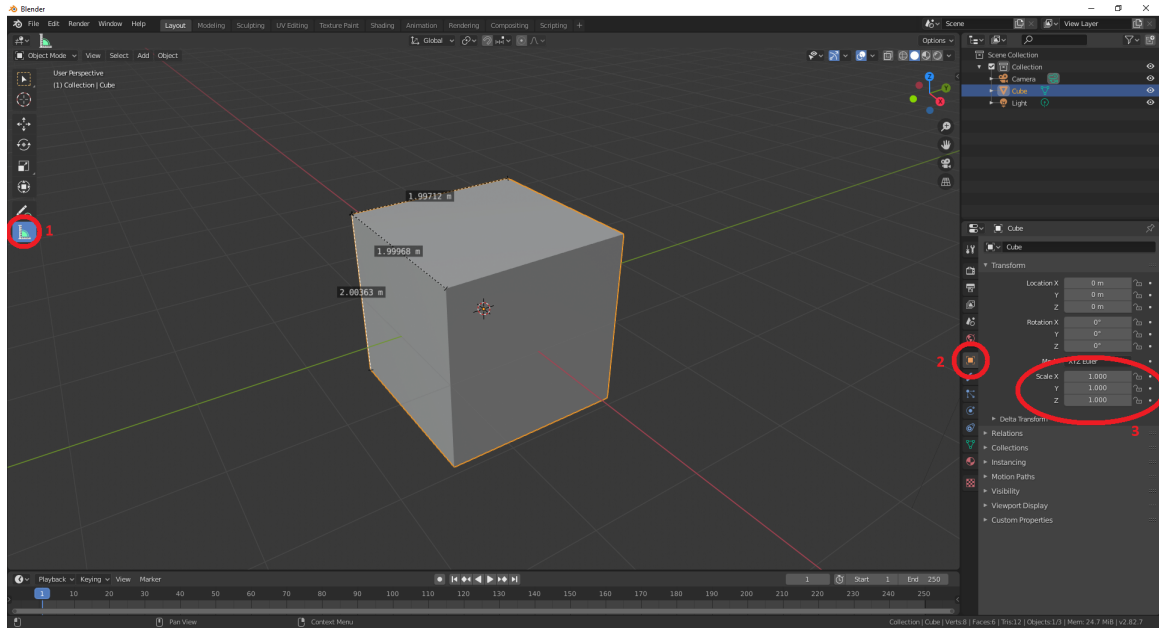 Blender
File Edit Render Window Help Layout Modeling Sculpting UV Editing Texture Paint Shading Animation Rendering Compositing Scripting + Scene View Layer
Global Options
Object Mode View Select Add Object
User Perspective
(1) Collection | Cube
Z
Y
X
1.99712 m
1.99968 m
2.00363 m
1
2
3
Scene Collection
Collection
Camera
Cube
Light
Cube
Cube
Transform
Location X 0 m
Y 0 m
Z 0 m
Rotation X 0°
Y 0°
Z 0°
XYZ Euler
Scale X 1.000
Y 1.000
Z 1.000
Delta Transform
Relations
Collections
Instancing
Motion Paths
Visibility
Viewport Display
Custom Properties
Playback Keying View Marker 1 Start 1 End 250
1 10 20 30 40 50 60 70 80 90 100 110 120 130 140 150 160 170 180 190 200 210 220 230 240 250
Pan View Context Menu Collection | Cube | Verts:8 | Faces:6 | Tris:12 | Objects:1/3 | Mem: 24.7 MiB | v2.82.7